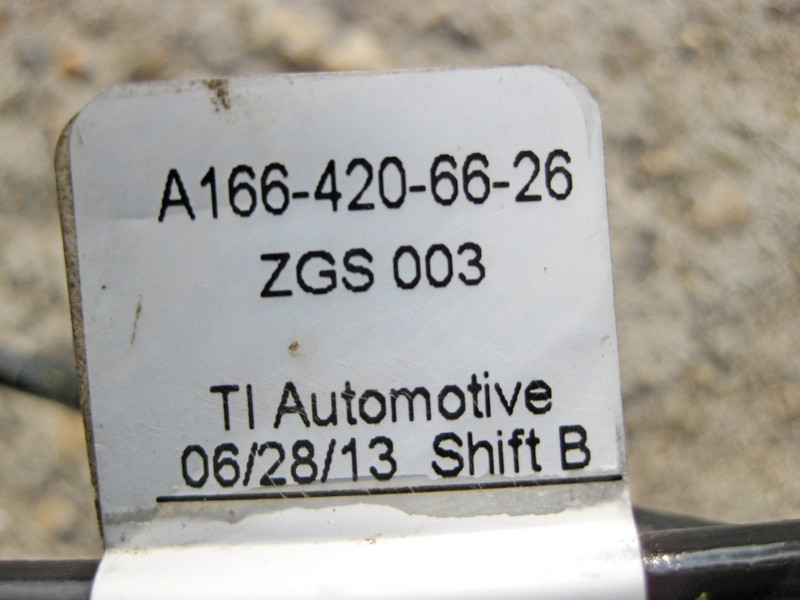 A166-420-66-26
ZGS 003
TI Automotive
06/28/13 Shift B